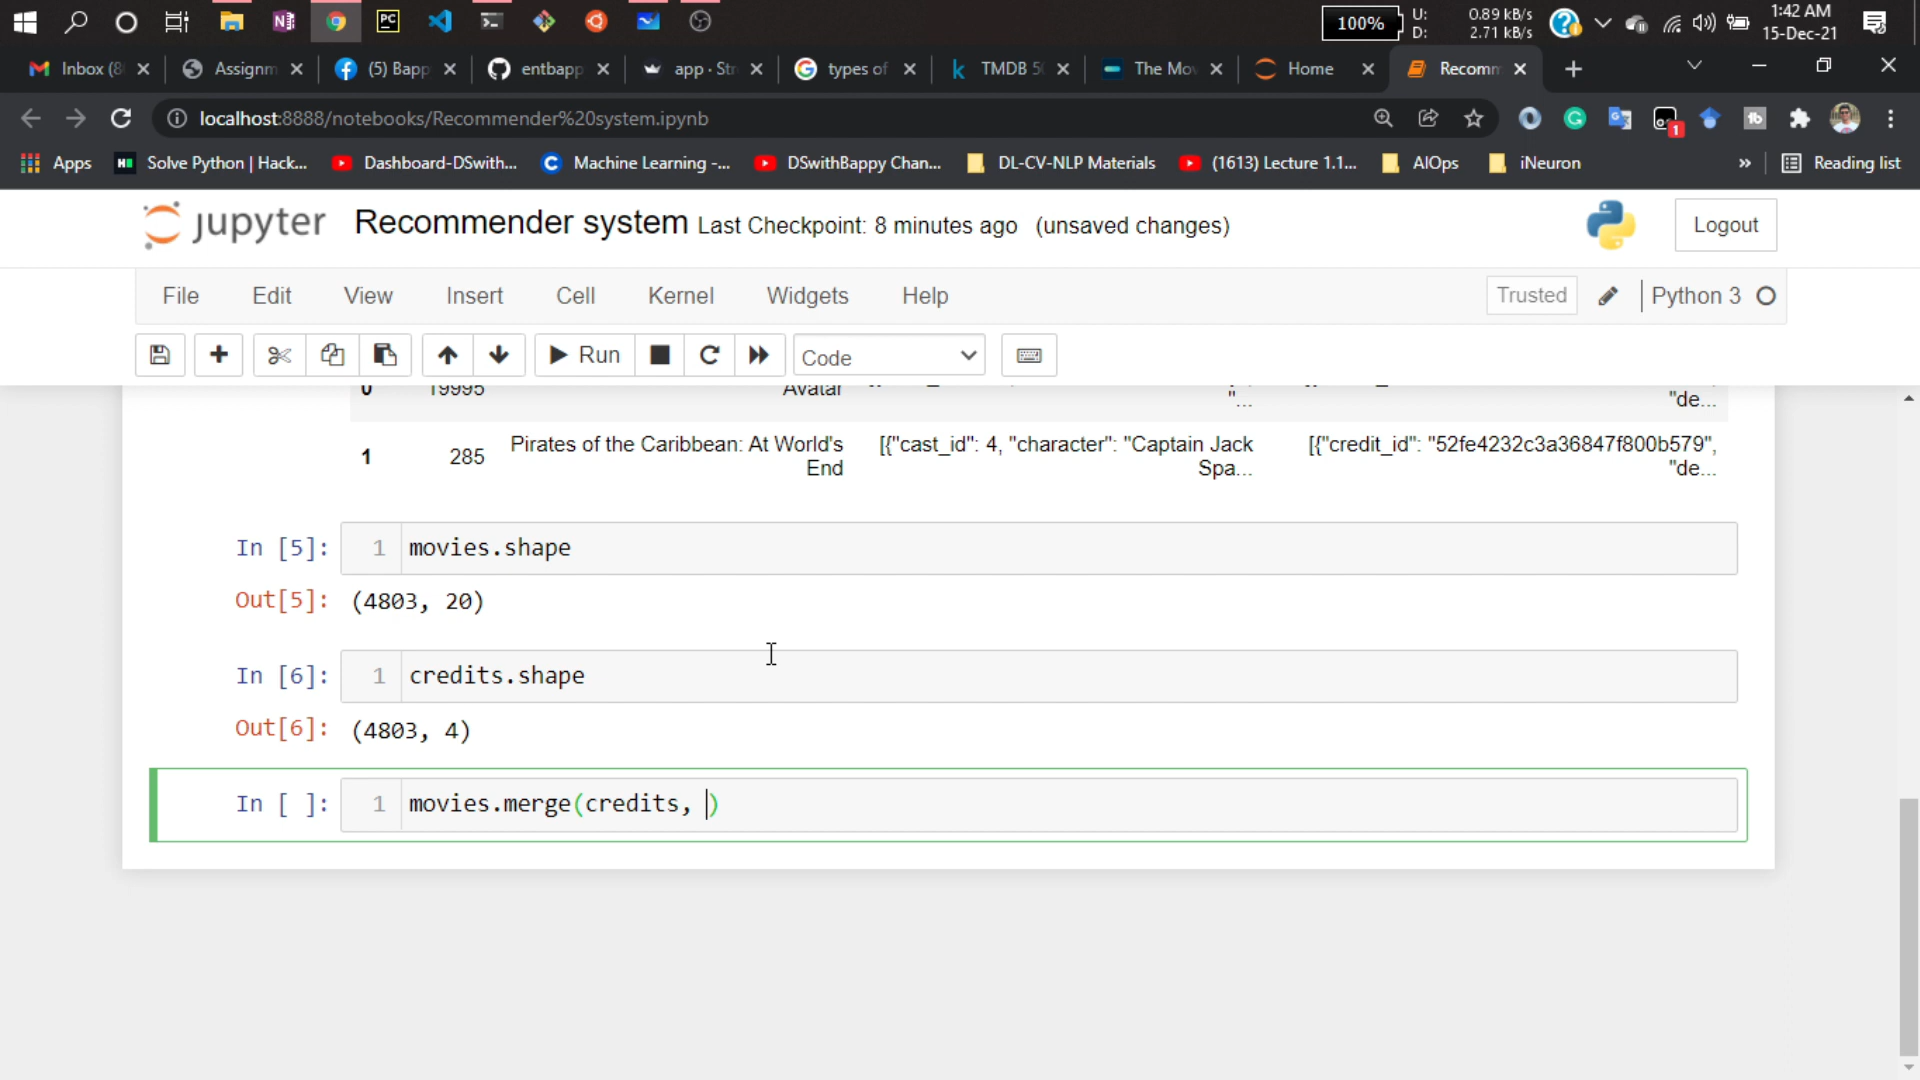 100%
U: 0.89 kB/s
D: 2.71 kB/s
1:42 AM
15-Dec-21
Inbox (8
Assignm
(5) Bapp
entbapp
app · Str
types of
TMDB 5
The Mov
Home
Recomm
localhost:8888/notebooks/Recommender%20system.ipynb
1
Apps
Solve Python | Hack...
Dashboard-DSwith...
Machine Learning -...
DSwithBappy Chan...
DL-CV-NLP Materials
(1613) Lecture 1.1...
AIOps
iNeuron
»
Reading list
jupyter Recommender system Last Checkpoint: 8 minutes ago (unsaved changes)
Logout
File Edit View Insert Cell Kernel Widgets Help
Trusted
Python 3
Run
Code
0 19995 Avatar "... "de...
1 285 Pirates of the Caribbean: At World's End [{"cast_id": 4, "character": "Captain Jack Spa... [{"credit_id": "52fe4232c3a36847f800b579", "de...
In [5]: 1 movies.shape
Out[5]: (4803, 20)
In [6]: 1 credits.shape
Out[6]: (4803, 4)
In [ ]: 1 movies.merge(credits, )